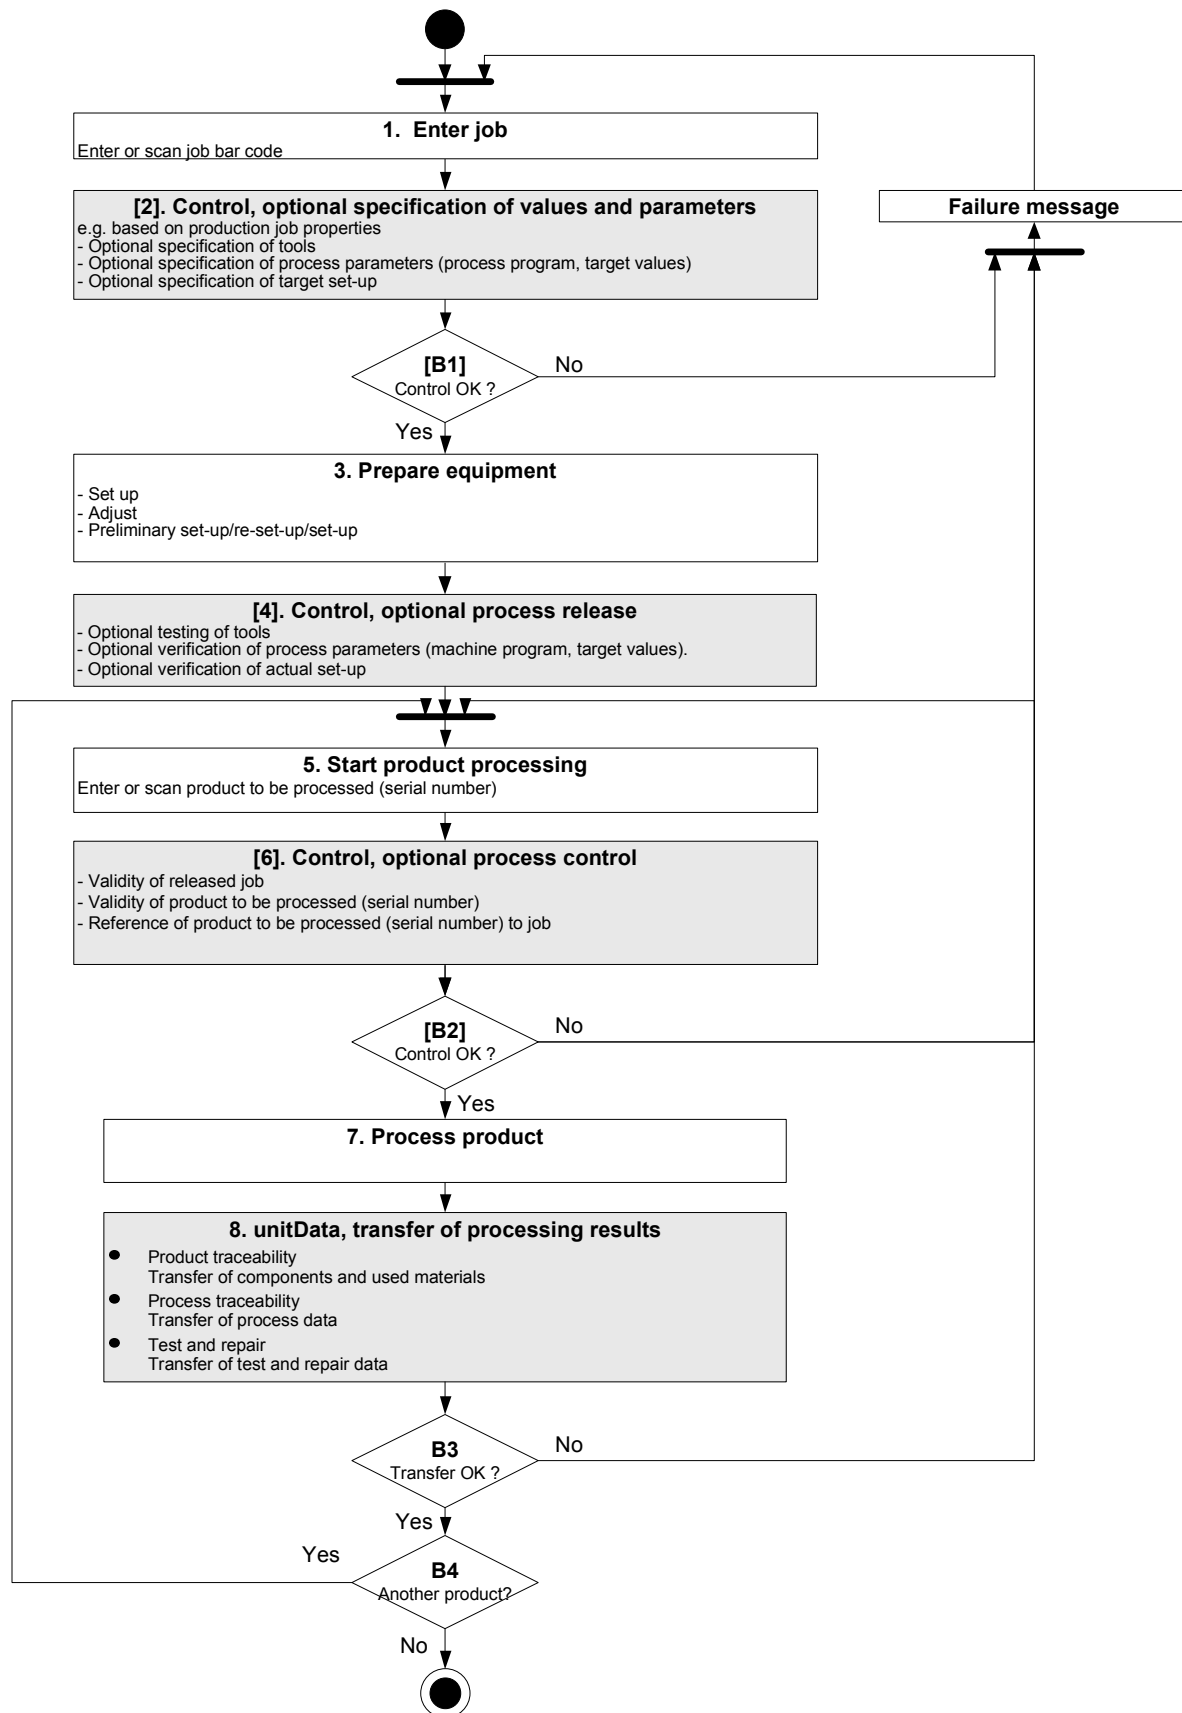 1. Enter job
Enter or scan job bar code
[2]. Control, optional specification of values and parameters
e.g. based on production job properties
- Optional specification of tools
- Optional specification of process parameters (process program, target values)
- Optional specification of target set-up
Failure message
[B1]
Control OK ?
No
Yes
3. Prepare equipment
- Set up
- Adjust
- Preliminary set-up/re-set-up/set-up
[4]. Control, optional process release
- Optional testing of tools
- Optional verification of process parameters (machine program, target values).
- Optional verification of actual set-up
5. Start product processing
Enter or scan product to be processed (serial number)
[6]. Control, optional process control
- Validity of released job
- Validity of product to be processed (serial number)
- Reference of product to be processed (serial number) to job
[B2]
Control OK ?
No
Yes
7. Process product
8. unitData, transfer of processing results
● Product traceability
Transfer of components and used materials
● Process traceability
Transfer of process data
● Test and repair
Transfer of test and repair data
B3
Transfer OK ?
No
Yes
Yes
B4
Another product?
No